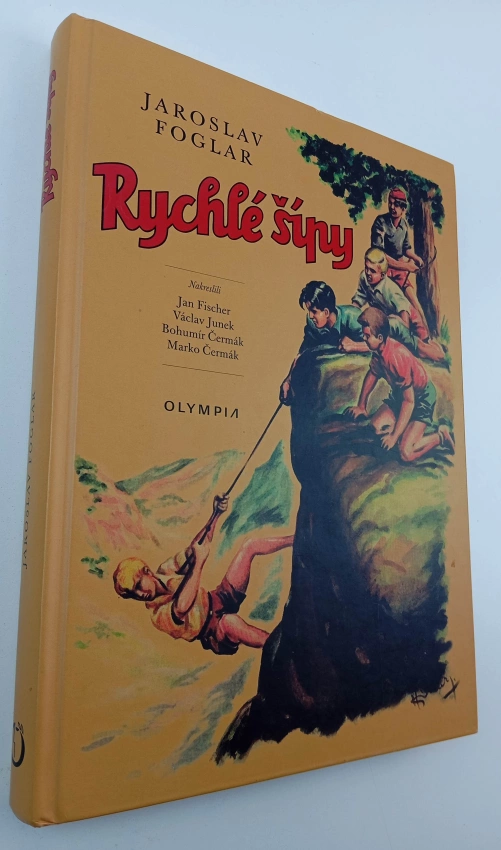 JAROSLAV
FOGLAR
Rychlé šípy
Nakreslili
Jan Fischer
Václav Junek
Bohumír Čermák
Marko Čermák
OLYMPIA
Rychlé šípy
JAROSLAV FOGLAR